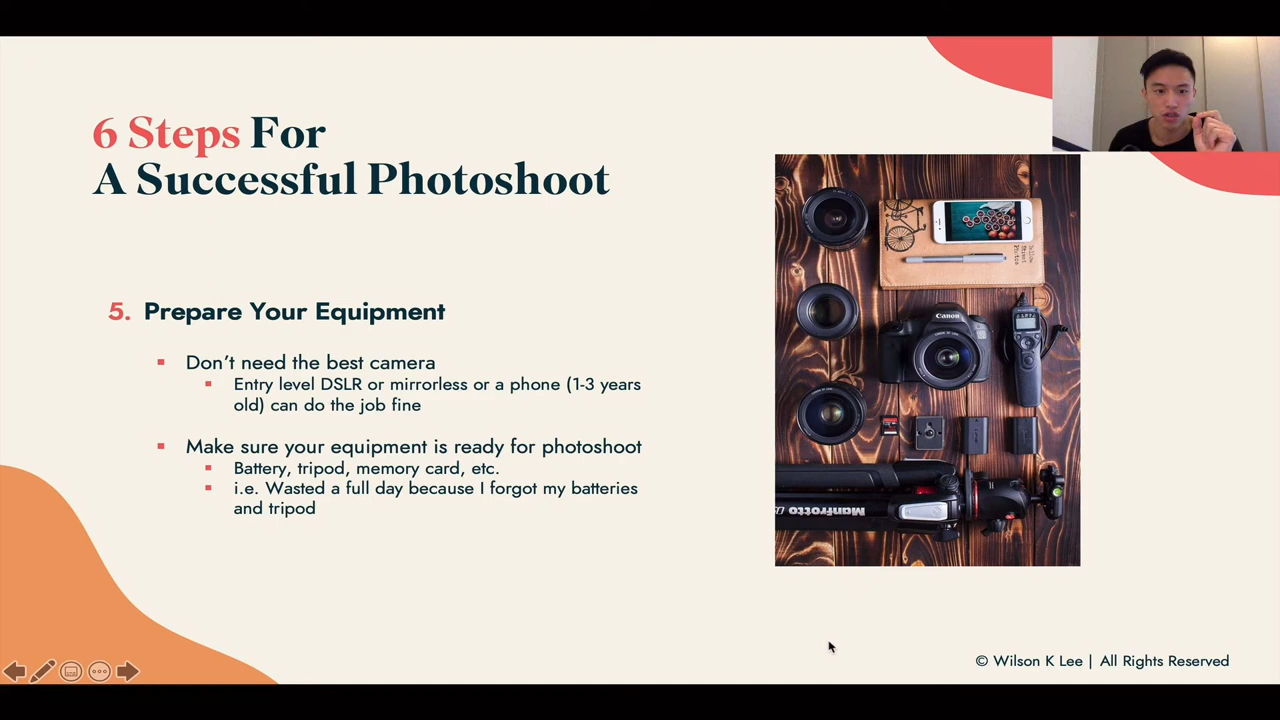 6 Steps For
A Successful Photoshoot
5. Prepare Your Equipment
Don't need the best camera
Entry level DSLR or mirrorless or a phone (1-3 years
old) can do the job fine
Make sure your equipment is ready for photoshoot
Battery, tripod, memory card, etc.
i.e. Wasted a full day because I forgot my batteries
and tripod
Canon
Manfrotto
© Wilson K Lee | All Rights Reserved